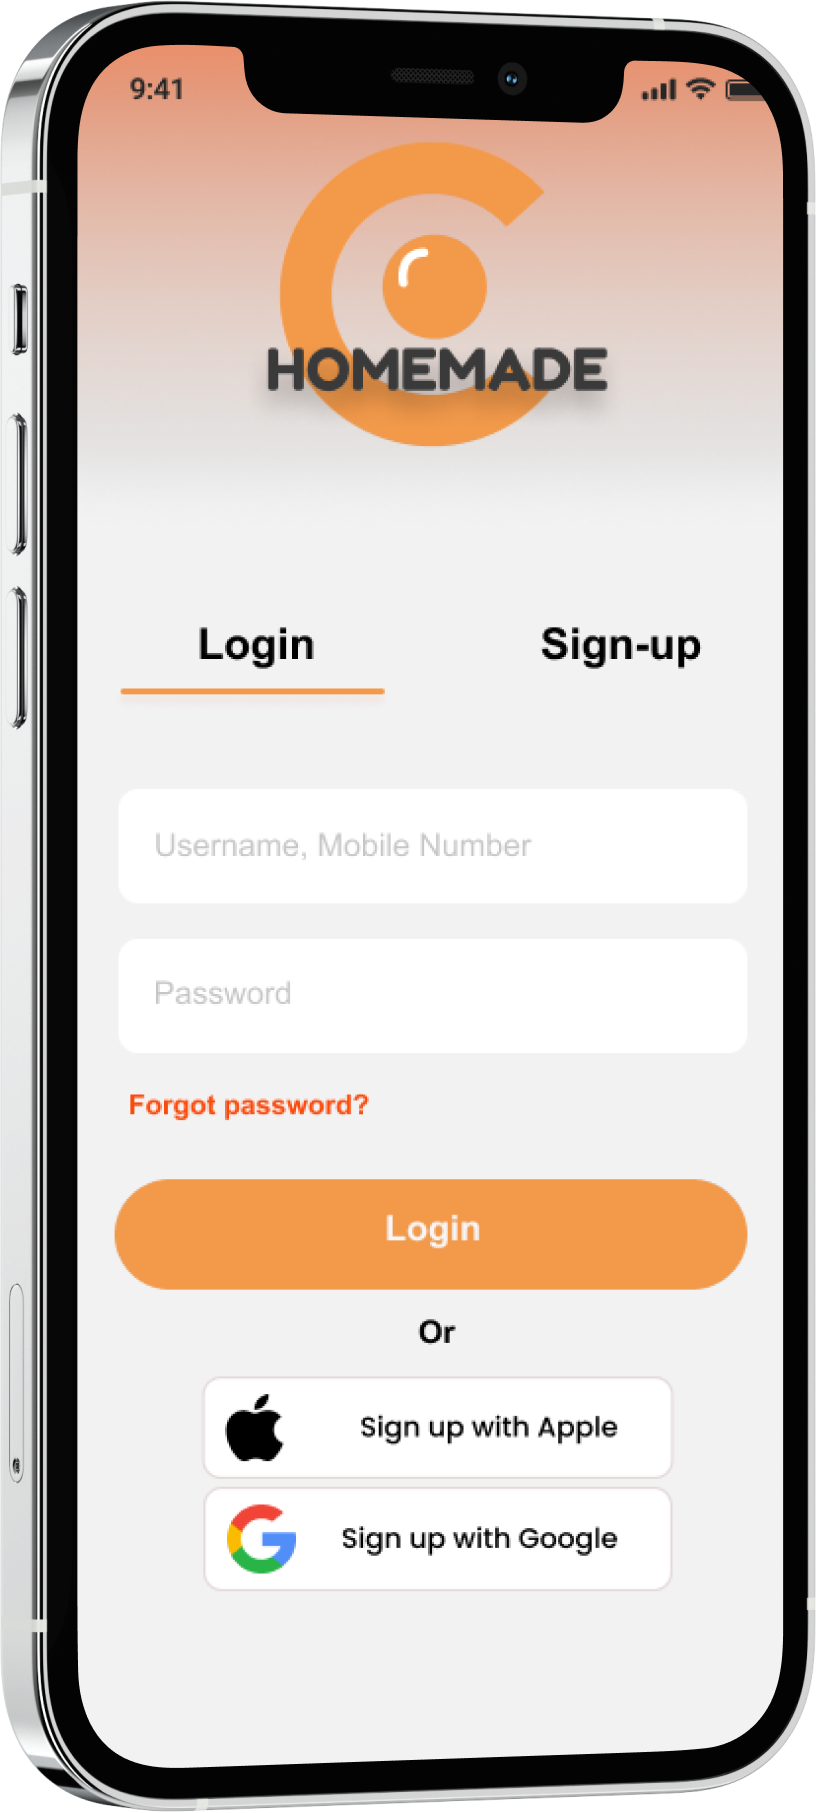 9:41
HOMEMADE
Login
Sign-up
Username, Mobile Number
Password
Forgot password?
Login
Or
Sign up with Apple
Sign up with Google